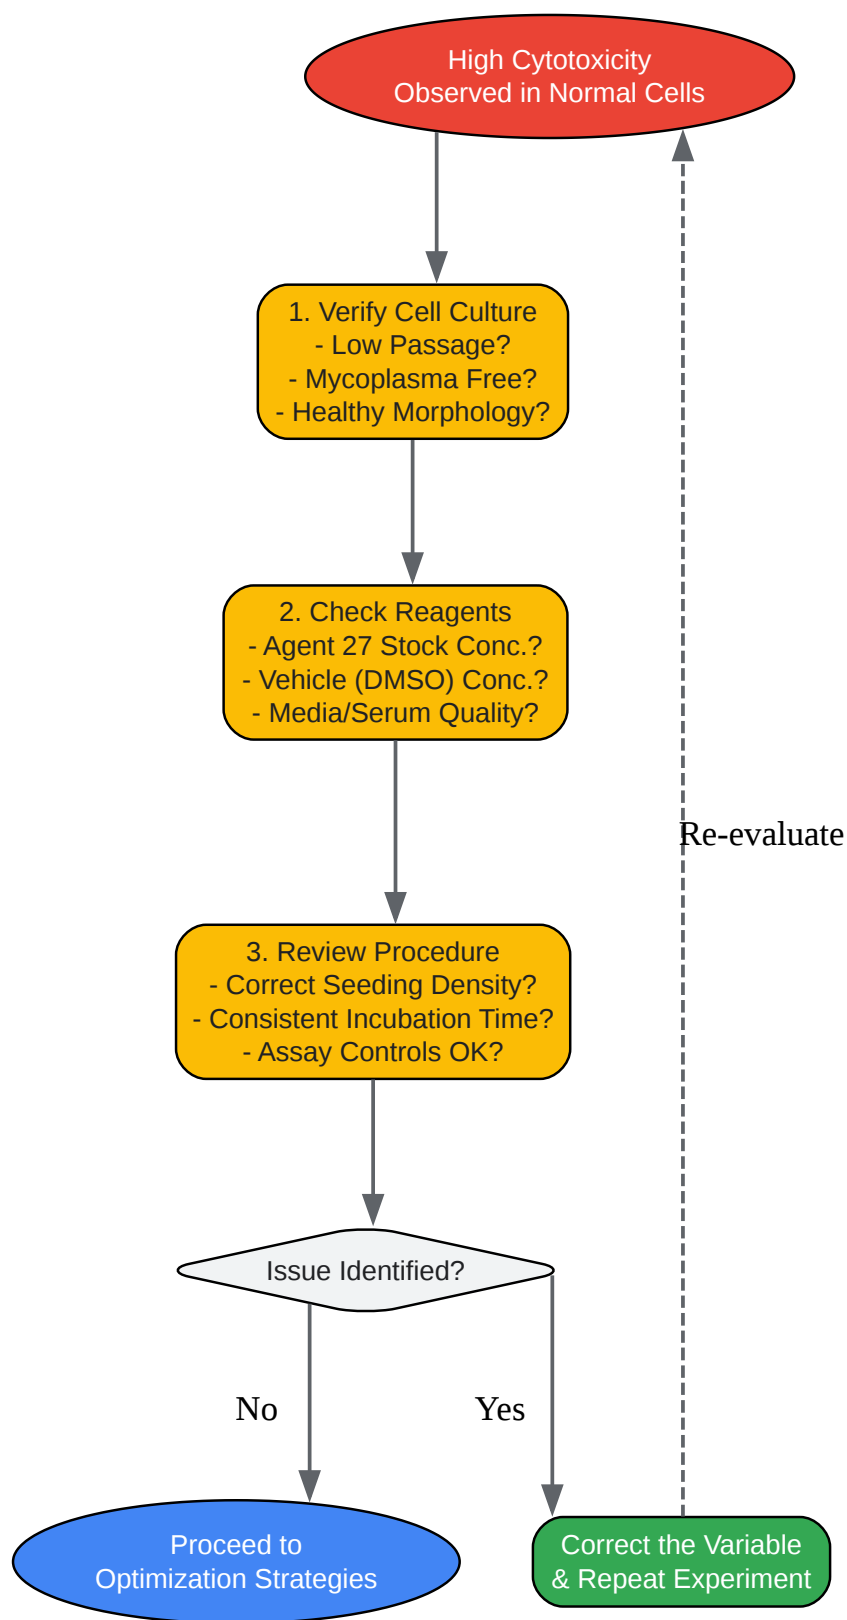 High Cytotoxicity
Observed in Normal Cells
1. Verify Cell Culture
- Low Passage?
- Mycoplasma Free?
- Healthy Morphology?
2. Check Reagents
- Agent 27 Stock Conc.?
- Vehicle (DMSO) Conc.?
- Media/Serum Quality?
Re-evaluate
3. Review Procedure
- Correct Seeding Density?
- Consistent Incubation Time?
- Assay Controls OK?
Issue Identified?
No
Yes
Proceed to
Optimization Strategies
Correct the Variable
& Repeat Experiment